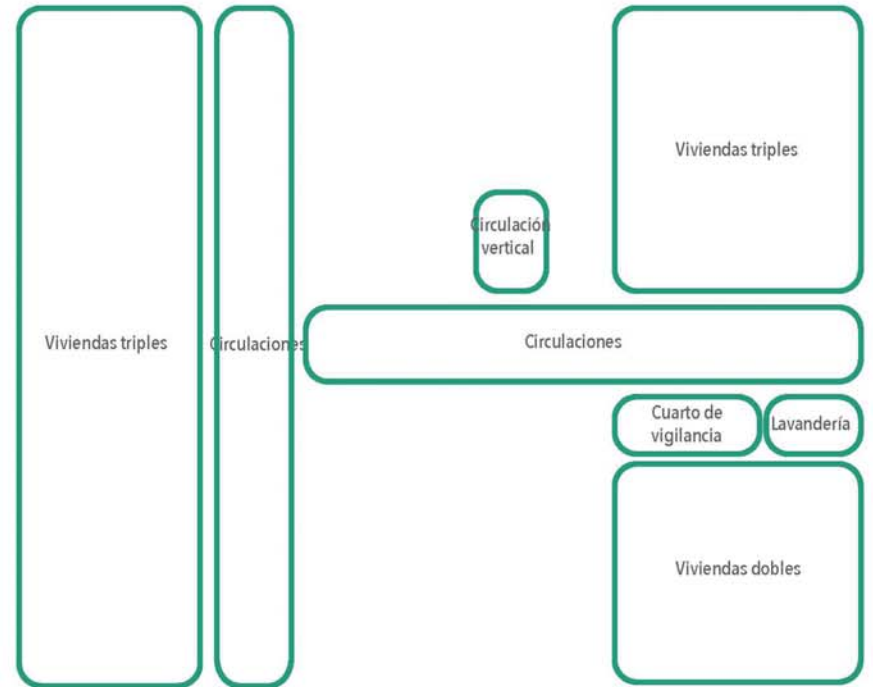 Viviendas triples
Circulación
vertical
Viviendas triples
Circulaciones
Circulaciones
Cuarto de
vigilancia
Lavandería
Viviendas dobles